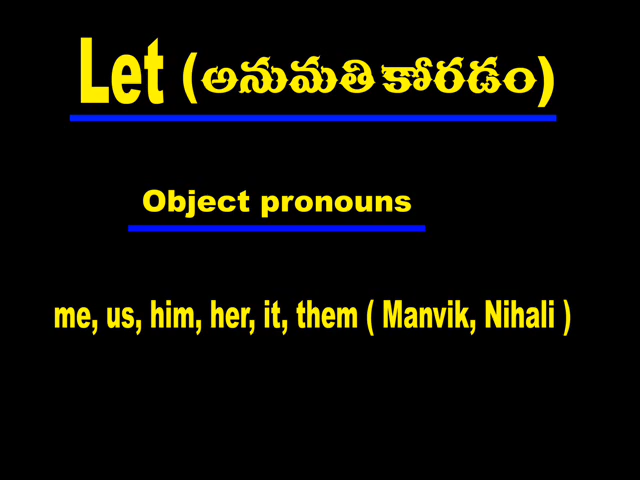 Let (అనుమతి కోరడం)
Object pronouns
me, us, him, her, it, them ( Manvik, Nihali )